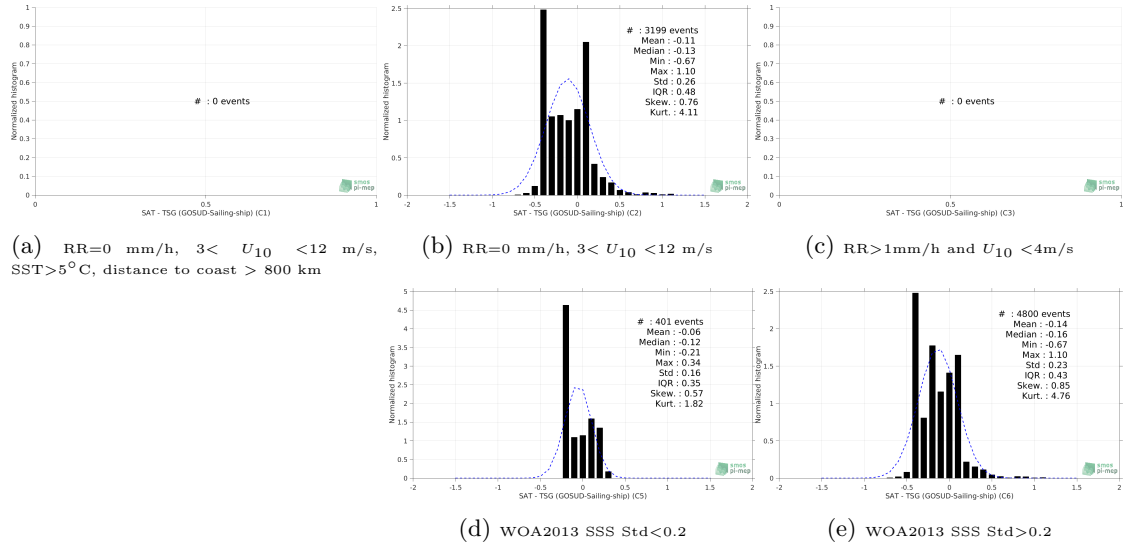 1
0.9
0.8
0.7
0.6
0.5
0.4
0.3
0.2
0.1
0
Normalized histogram
# : 0 events
smos
pi-mep
0 0.5 1
SAT - TSG (GOSUD-Sailing-ship) (C1)
(a) RR=0 mm/h, 3< U10 <12 m/s,
SST>5°C, distance to coast > 800 km
2.5
2
1.5
1
0.5
0
Normalized histogram
# : 3199 events
Mean : -0.11
Median : -0.13
Min : -0.67
Max : 1.10
Std : 0.26
IQR : 0.48
Skew. : 0.76
Kurt. : 4.11
smos
pi-mep
-2 -1.5 -1 -0.5 0 0.5 1 1.5 2
SAT - TSG (GOSUD-Sailing-ship) (C2)
(b) RR=0 mm/h, 3< U10 <12 m/s
1
0.9
0.8
0.7
0.6
0.5
0.4
0.3
0.2
0.1
0
Normalized histogram
# : 0 events
smos
pi-mep
0 0.5 1
SAT - TSG (GOSUD-Sailing-ship) (C3)
(c) RR>1mm/h and U10 <4m/s
5
4.5
4
3.5
3
2.5
2
1.5
1
0.5
0
Normalized histogram
# : 401 events
Mean : -0.06
Median : -0.12
Min : -0.21
Max : 0.34
Std : 0.16
IQR : 0.35
Skew. : 0.57
Kurt. : 1.82
smos
pi-mep
-2 -1.5 -1 -0.5 0 0.5 1 1.5 2
SAT - TSG (GOSUD-Sailing-ship) (C5)
(d) WOA2013 SSS Std<0.2
2.5
2
1.5
1
0.5
0
Normalized histogram
# : 4800 events
Mean : -0.14
Median : -0.16
Min : -0.67
Max : 1.10
Std : 0.23
IQR : 0.43
Skew. : 0.85
Kurt. : 4.76
smos
pi-mep
-2 -1.5 -1 -0.5 0 0.5 1 1.5 2
SAT - TSG (GOSUD-Sailing-ship) (C6)
(e) WOA2013 SSS Std>0.2